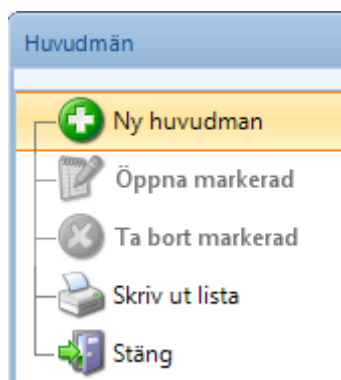 Huvudmän
Ny huvudman
Öppna markerad
Ta bort markerad
Skriv ut lista
Stäng